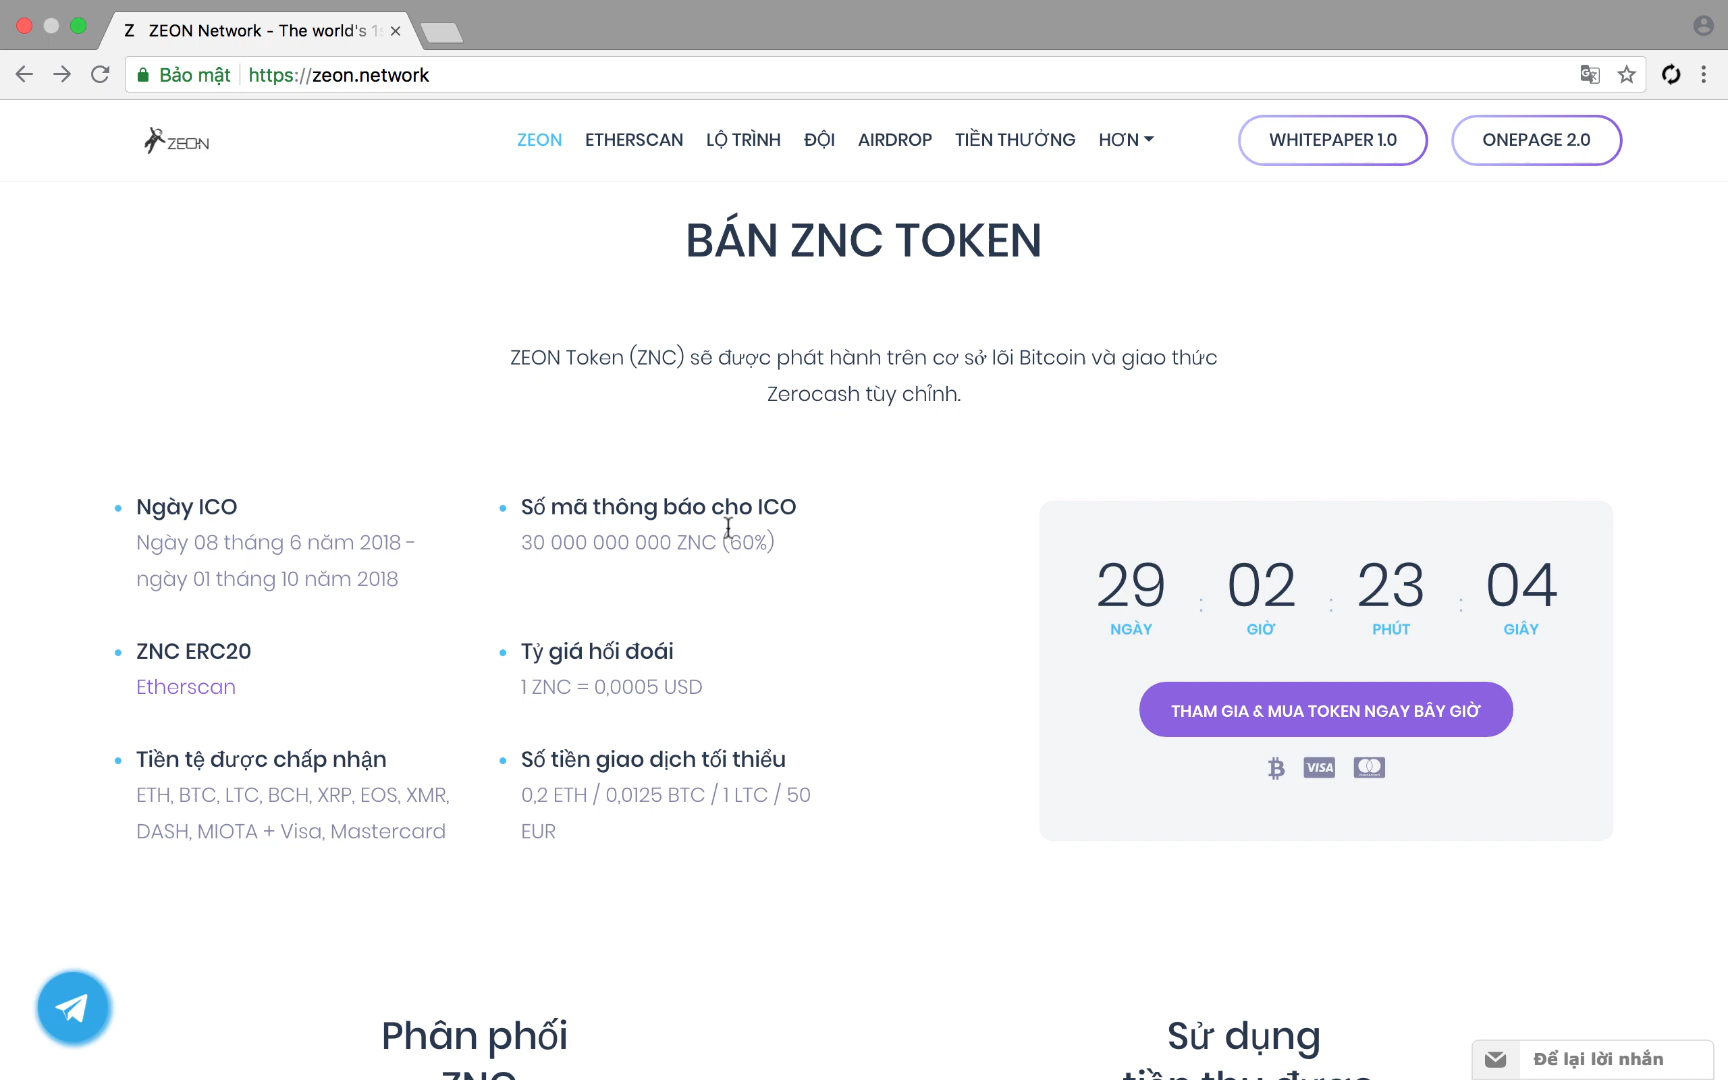 Z ZEON Network - The world's 1
Bảo mật https://zeon.network
ZEON
ZEON ETHERSCAN LỘ TRÌNH ĐỘI AIRDROP TIỀN THƯỞNG HƠN
WHITEPAPER 1.0 ONEPAGE 2.0
BÁN ZNC TOKEN
ZEON Token (ZNC) sẽ được phát hành trên cơ sở lõi Bitcoin và giao thức
Zerocash tùy chỉnh.
Ngày ICO
Ngày 08 tháng 6 năm 2018 -
ngày 01 tháng 10 năm 2018
Số mã thông báo cho ICO
30 000 000 000 ZNC (60%)
ZNC ERC20
Etherscan
Tỷ giá hối đoái
1 ZNC = 0,0005 USD
Tiền tệ được chấp nhận
ETH, BTC, LTC, BCH, XRP, EOS, XMR,
DASH, MIOTA + Visa, Mastercard
Số tiền giao dịch tối thiểu
0,2 ETH / 0,0125 BTC / 1 LTC / 50
EUR
29 : 02 : 23 : 04
NGÀY GIỜ PHÚT GIÂY
THAM GIA & MUA TOKEN NGAY BÂY GIỜ
VISA
Phân phối
ZNC
Sử dụng
tiền thu được
Để lại lời nhắn